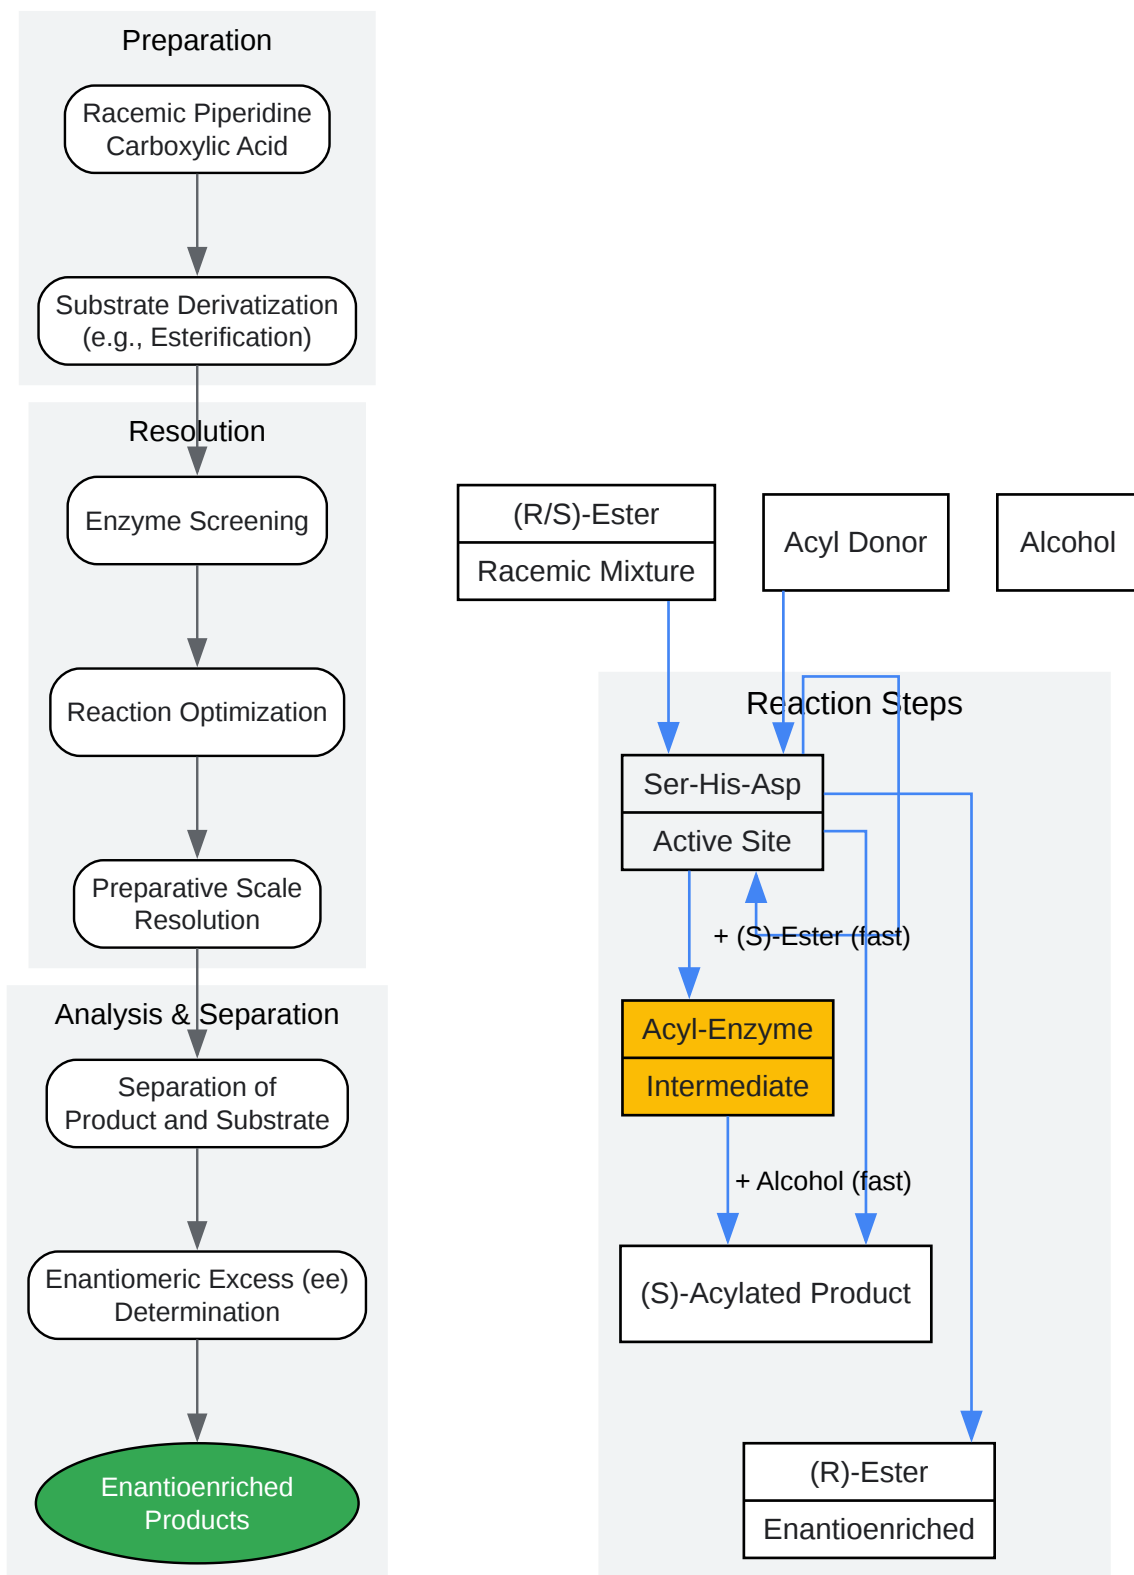 Preparation
Racemic Piperidine
Carboxylic Acid
Substrate Derivatization
(e.g., Esterification)
Resolution
Enzyme Screening
Reaction Optimization
Preparative Scale
Resolution
Analysis & Separation
Separation of
Product and Substrate
Enantiomeric Excess (ee)
Determination
Enantioenriched
Products
(R/S)-Ester
Racemic Mixture
Acyl Donor
Alcohol
Reaction Steps
Ser-His-Asp
Active Site
+ (S)-Ester (fast)
Acyl-Enzyme
Intermediate
+ Alcohol (fast)
(S)-Acylated Product
(R)-Ester
Enantioenriched